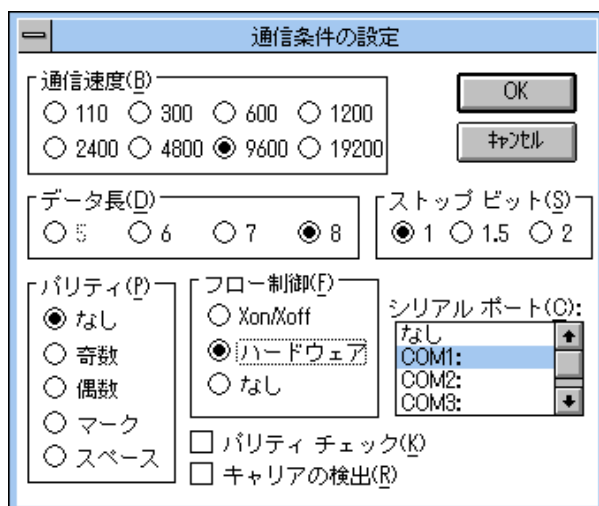 通信条件の設定
通信速度(B)
110 300 600 1200
2400 4800 9600 19200
OK
ｷｬﾝｾﾙ
データ長(D)
5 6 7 8
ストップ ビット(S)
1 1.5 2
パリティ(P)
なし
奇数
偶数
マーク
スペース
フロー制御(F)
Xon/Xoff
ハードウェア
なし
シリアル ポート(C):
なし
COM1:
COM2:
COM3:
パリティ チェック(K)
キャリアの検出(R)